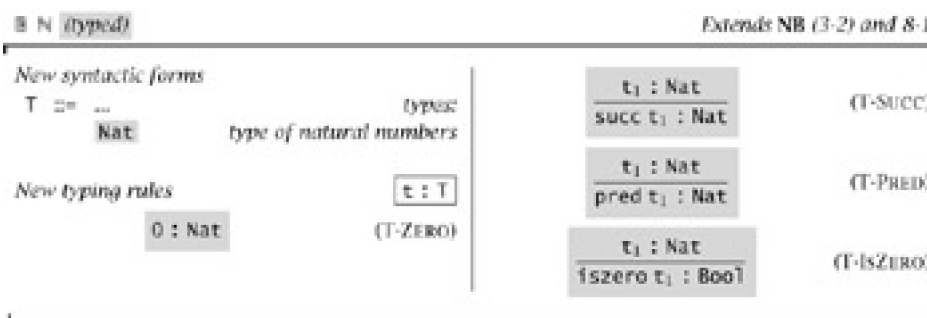 B N (typed)
Extends NB (3-2) and 8-1
New syntactic forms
T ::= ...
types:
Nat
type of natural numbers
New typing rules
t : T
0 : Nat
(T-ZERO)
t₁ : Nat
succ t₁ : Nat
(T-SUCC)
t₁ : Nat
pred t₁ : Nat
(T-PRED)
t₁ : Nat
iszero t₁ : Bool
(T-ISZERO)